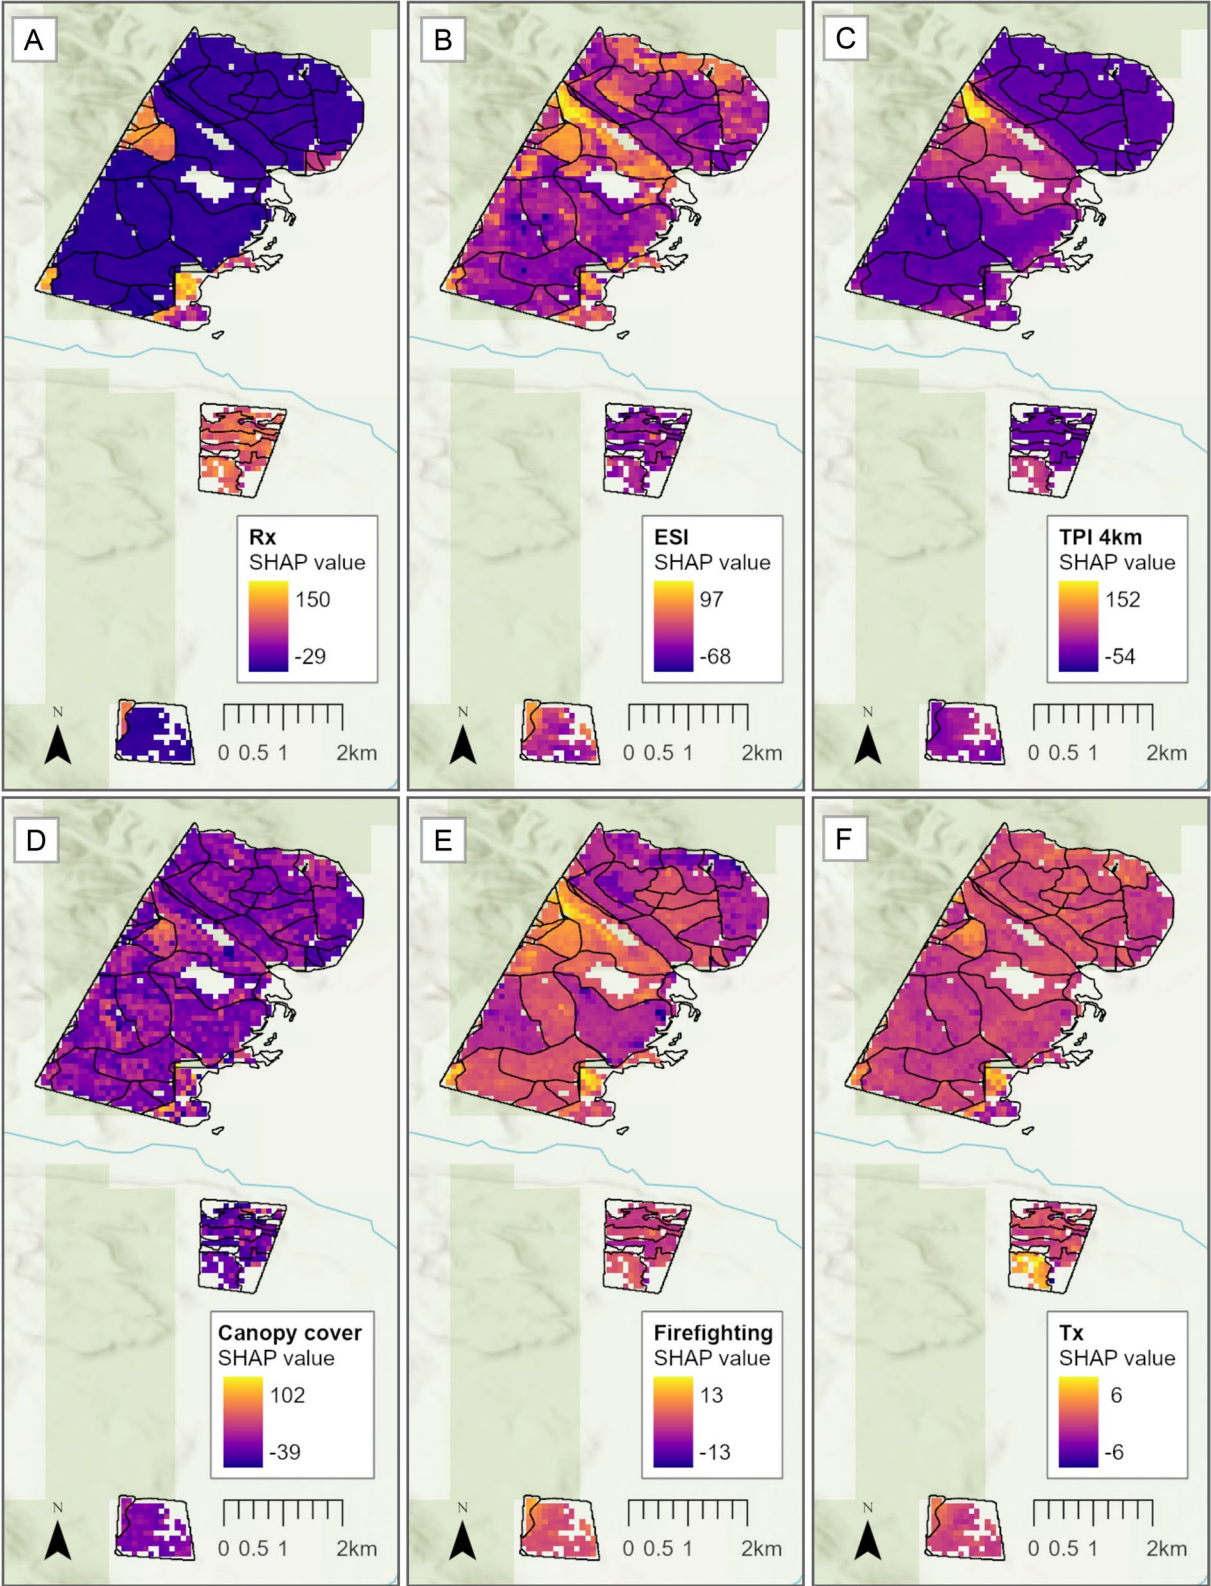 A
Rx
SHAP value
150
-29
N
0 0.5 1 2km
B
ESI
SHAP value
97
-68
N
0 0.5 1 2km
C
TPI 4km
SHAP value
152
-54
N
0 0.5 1 2km
D
Canopy cover
SHAP value
102
-39
N
0 0.5 1 2km
E
Firefighting
SHAP value
13
-13
N
0 0.5 1 2km
F
Tx
SHAP value
6
-6
N
0 0.5 1 2km